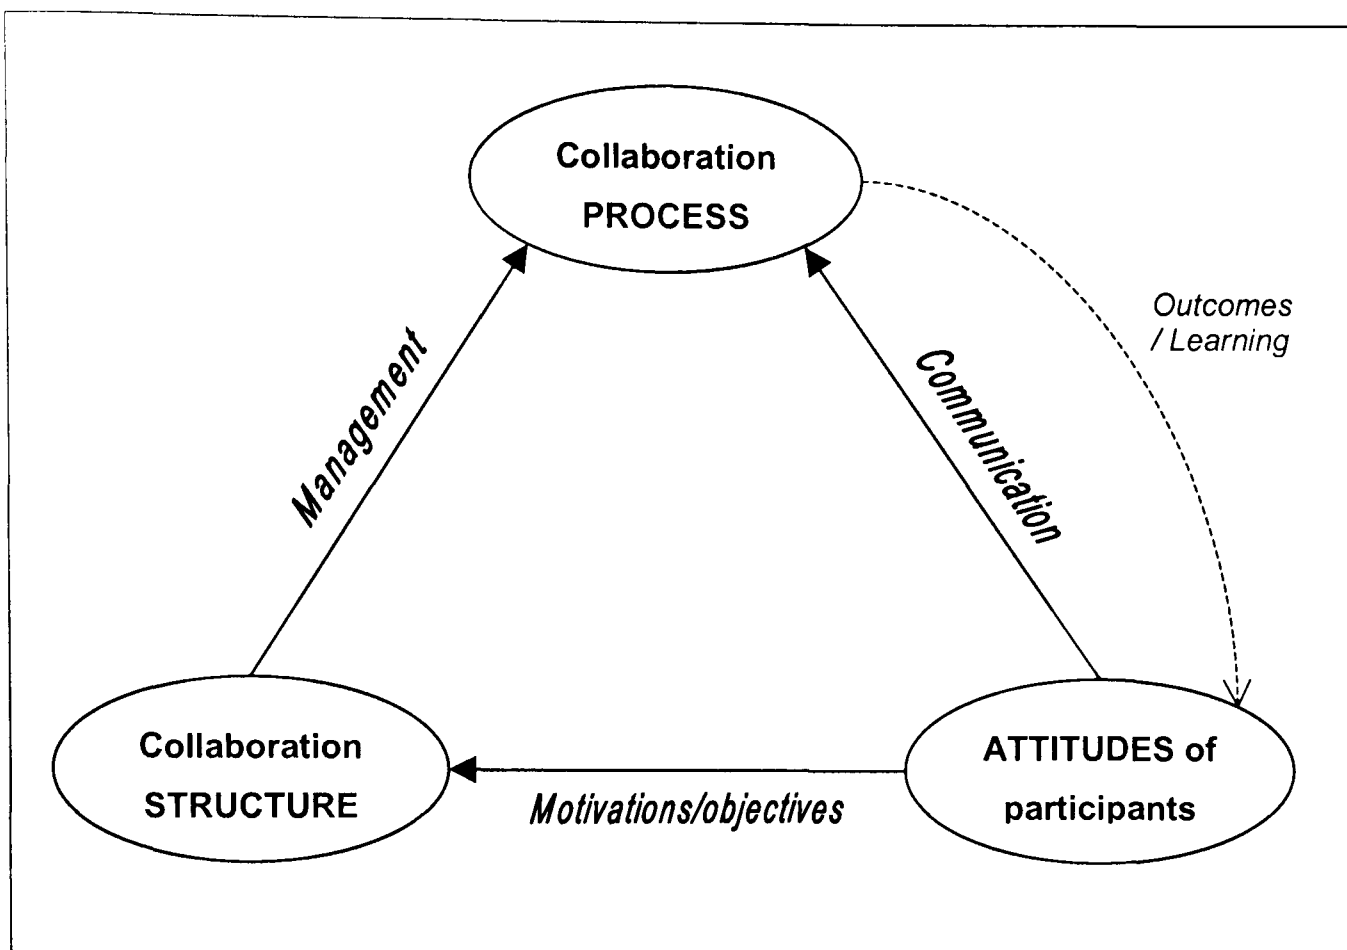 Collaboration
PROCESS
Outcomes
/ Learning
Management
Communication
Collaboration
STRUCTURE
Motivations/objectives
ATTITUDES of
participants